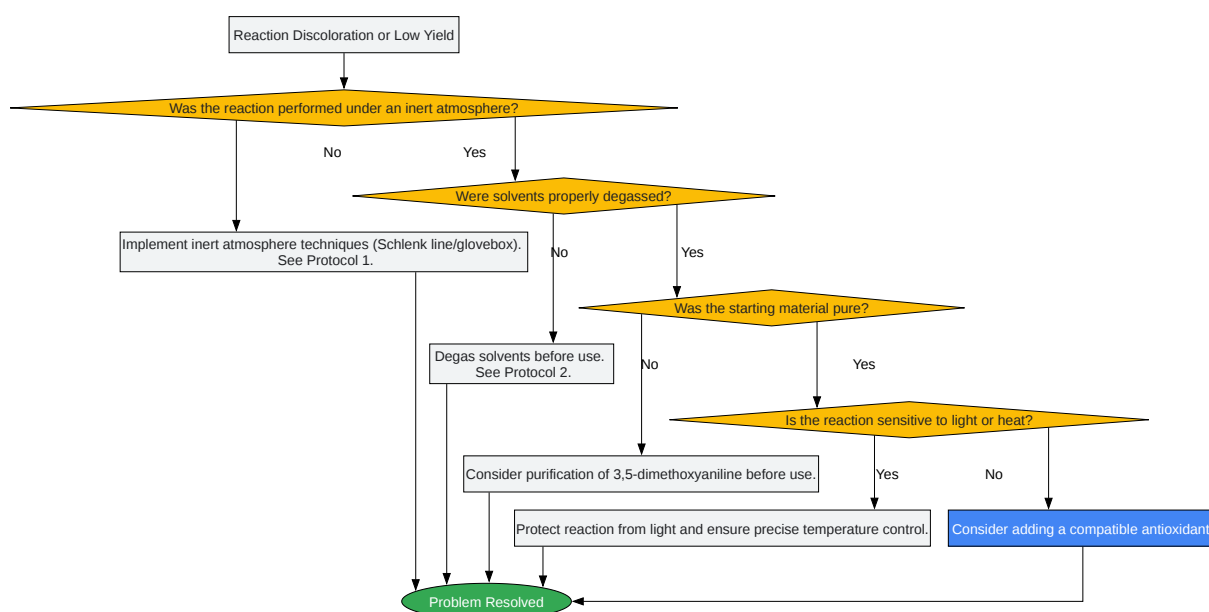 Reaction Discoloration or Low Yield
Was the reaction performed under an inert atmosphere?
No
Yes
Were solvents properly degassed?
Implement inert atmosphere techniques (Schlenk line/glovebox).
See Protocol 1.
No
Yes
Was the starting material pure?
Degas solvents before use.
See Protocol 2.
No
Yes
Is the reaction sensitive to light or heat?
Consider purification of 3,5-dimethoxyaniline before use.
Yes
No
Protect reaction from light and ensure precise temperature control.
Consider adding a compatible antioxidant
Problem Resolved